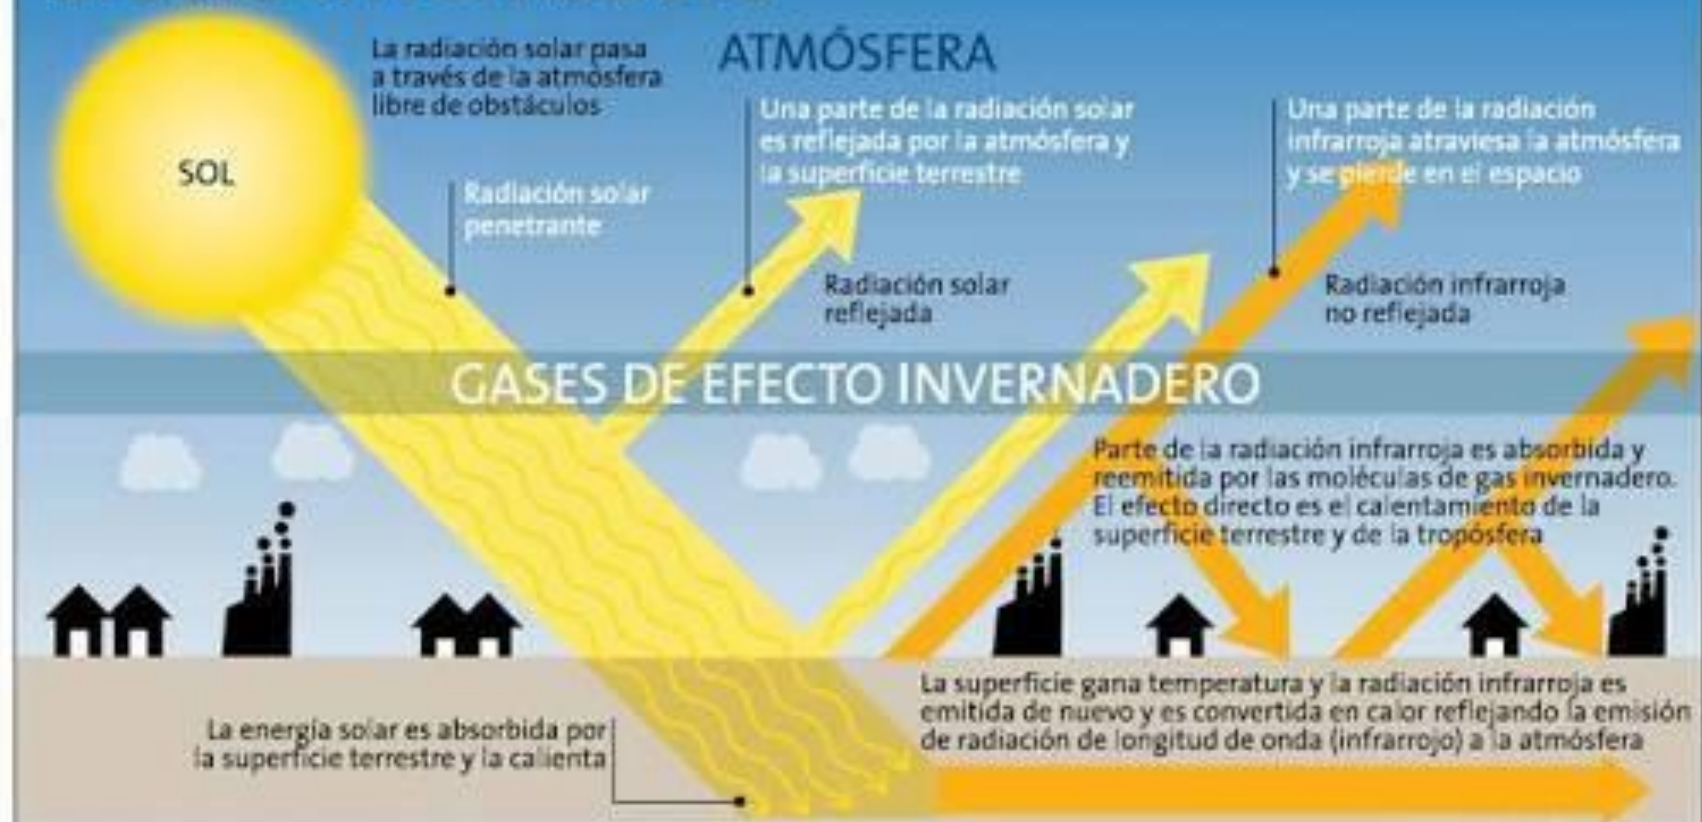 ATMÓSFERA
La radiación solar pasa
a través de la atmósfera
libre de obstáculos
SOL
Radiación solar
penetrante
Una parte de la radiación solar
es reflejada por la atmósfera y
la superficie terrestre
Radiación solar
reflejada
Una parte de la radiación
infrarroja atraviesa la atmósfera
y se pierde en el espacio
Radiación infrarroja
no reflejada
GASES DE EFECTO INVERNADERO
Parte de la radiación infrarroja es absorbida y
reemitida por las moléculas de gas invernadero.
El efecto directo es el calentamiento de la
superficie terrestre y de la tropósfera
La energía solar es absorbida por
la superficie terrestre y la calienta
La superficie gana temperatura y la radiación infrarroja es
emitida de nuevo y es convertida en calor reflejando la emisión
de radiación de longitud de onda (infrarrojo) a la atmósfera